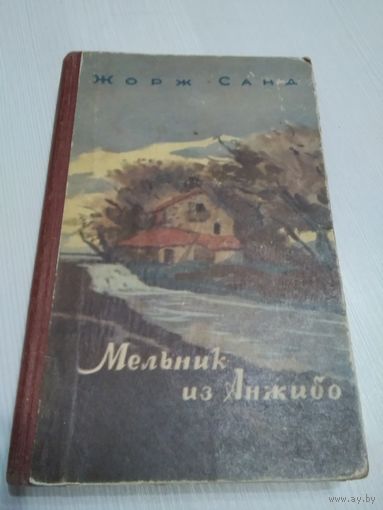 Жорж Санд
Мельник
из Анжибо
www.ay.by